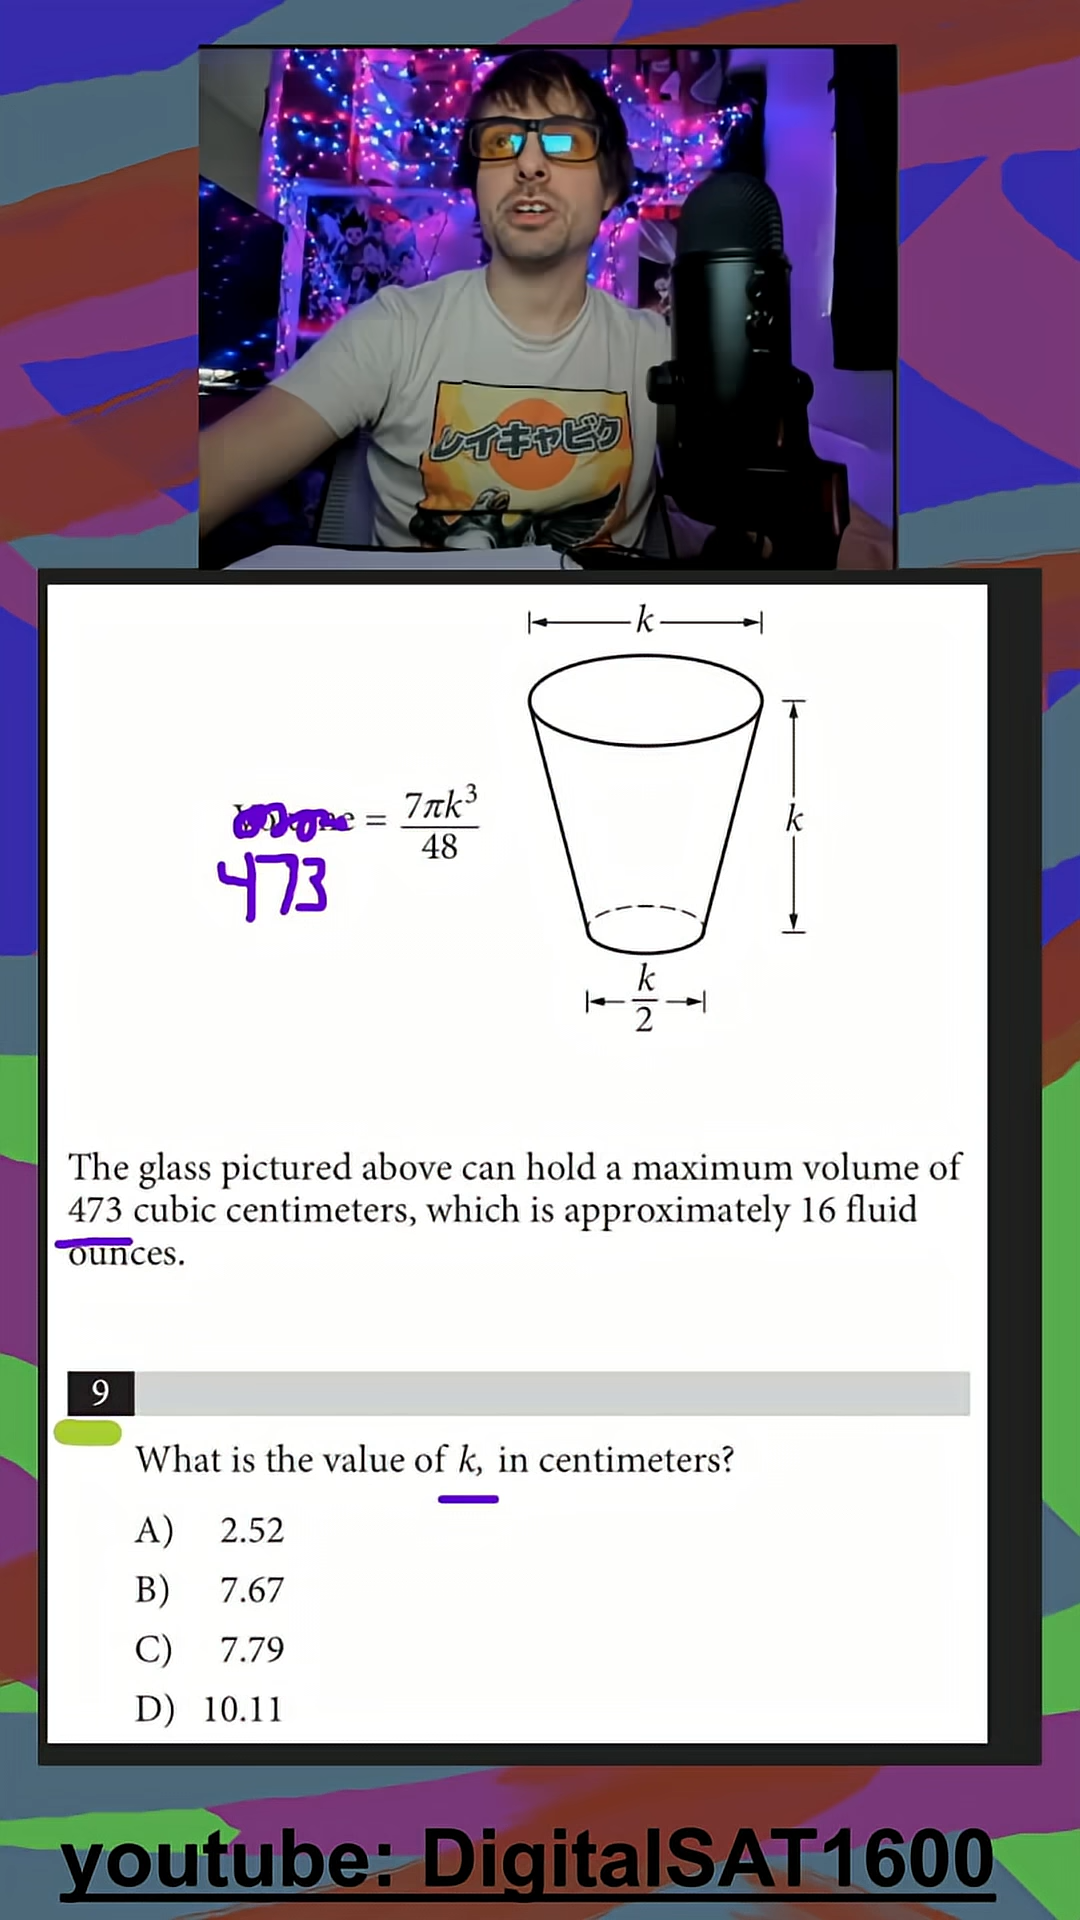 レイキャビク
k
= 7πk³/48
473
k
k/2
The glass pictured above can hold a maximum volume of
473 cubic centimeters, which is approximately 16 fluid
ounces.
9
What is the value of k, in centimeters?
A) 2.52
B) 7.67
C) 7.79
D) 10.11
youtube: DigitalSAT1600